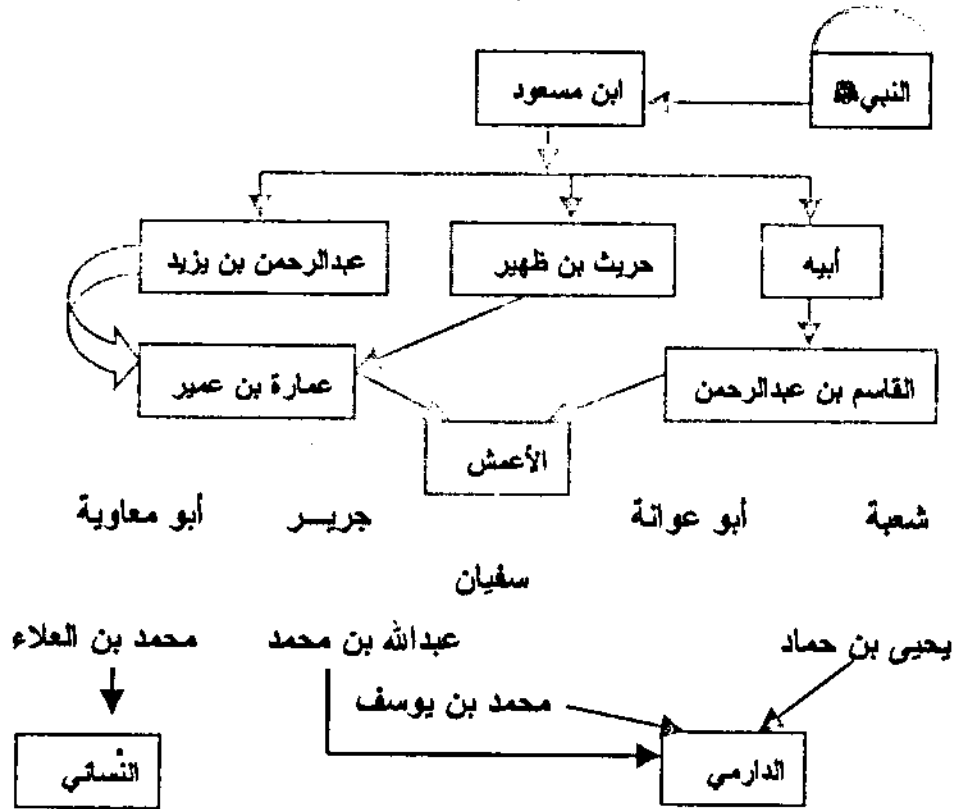 النبي ﷺ
ابن مسعود
أبيه
حريث بن ظهير
عبدالرحمن بن يزيد
القاسم بن عبدالرحمن
عمارة بن عمير
الأعمش
شعبة أبو عوانة جريـــر أبو معاوية
سفيان
يحيى بن حماد عبدالله بن محمد محمد بن العلاء
محمد بن يوسف
الدارمي
النسائي